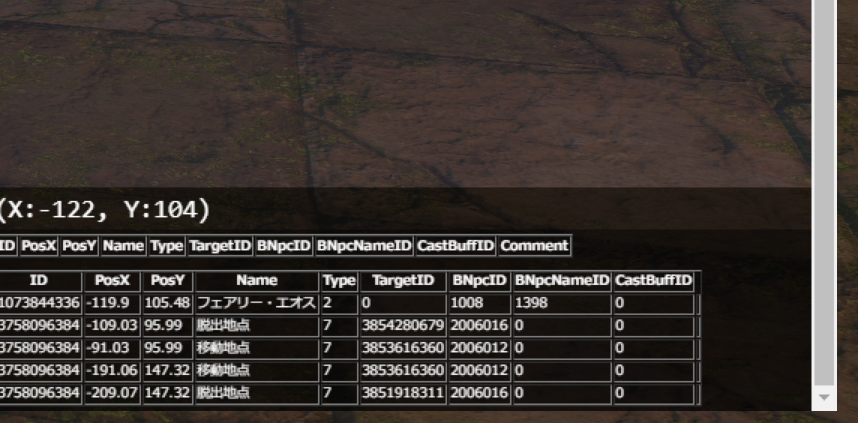 (X:-122, Y:104)
ID PosX PosY Name Type TargetID BNpcID BNpcNameID CastBuffID Comment
ID PosX PosY Name Type TargetID BNpcID BNpcNameID CastBuffID
1073844336 -119.9 105.48 フェアリー・エオス 2 0 1008 1398 0
3758096384 -109.03 95.99 脱出地点 7 3854280679 2006016 0 0
3758096384 -91.03 95.99 移動地点 7 3853616360 2006012 0 0
3758096384 -191.06 147.32 移動地点 7 3853616360 2006012 0 0
3758096384 -209.07 147.32 脱出地点 7 3851918311 2006016 0 0